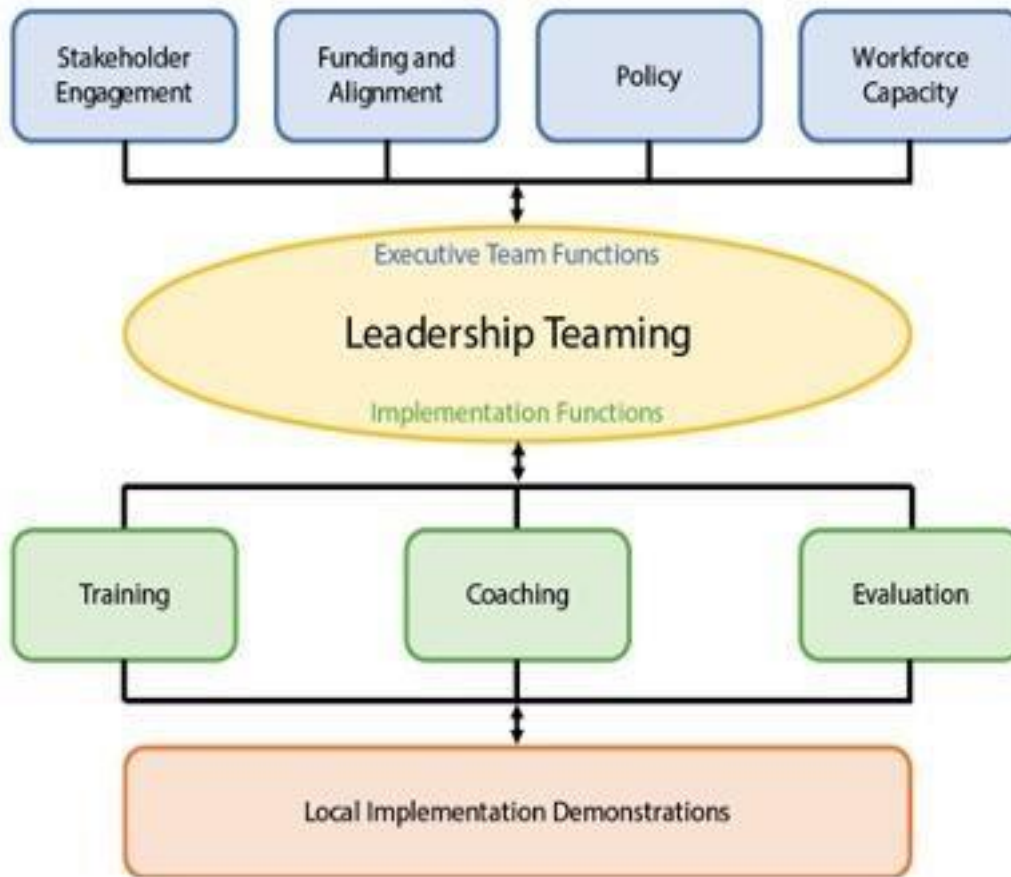 Stakeholder
Engagement
Funding and
Alignment
Policy
Workforce
Capacity
Executive Team Functions
Leadership Teaming
Implementation Functions
Training
Coaching
Evaluation
Local Implementation Demonstrations